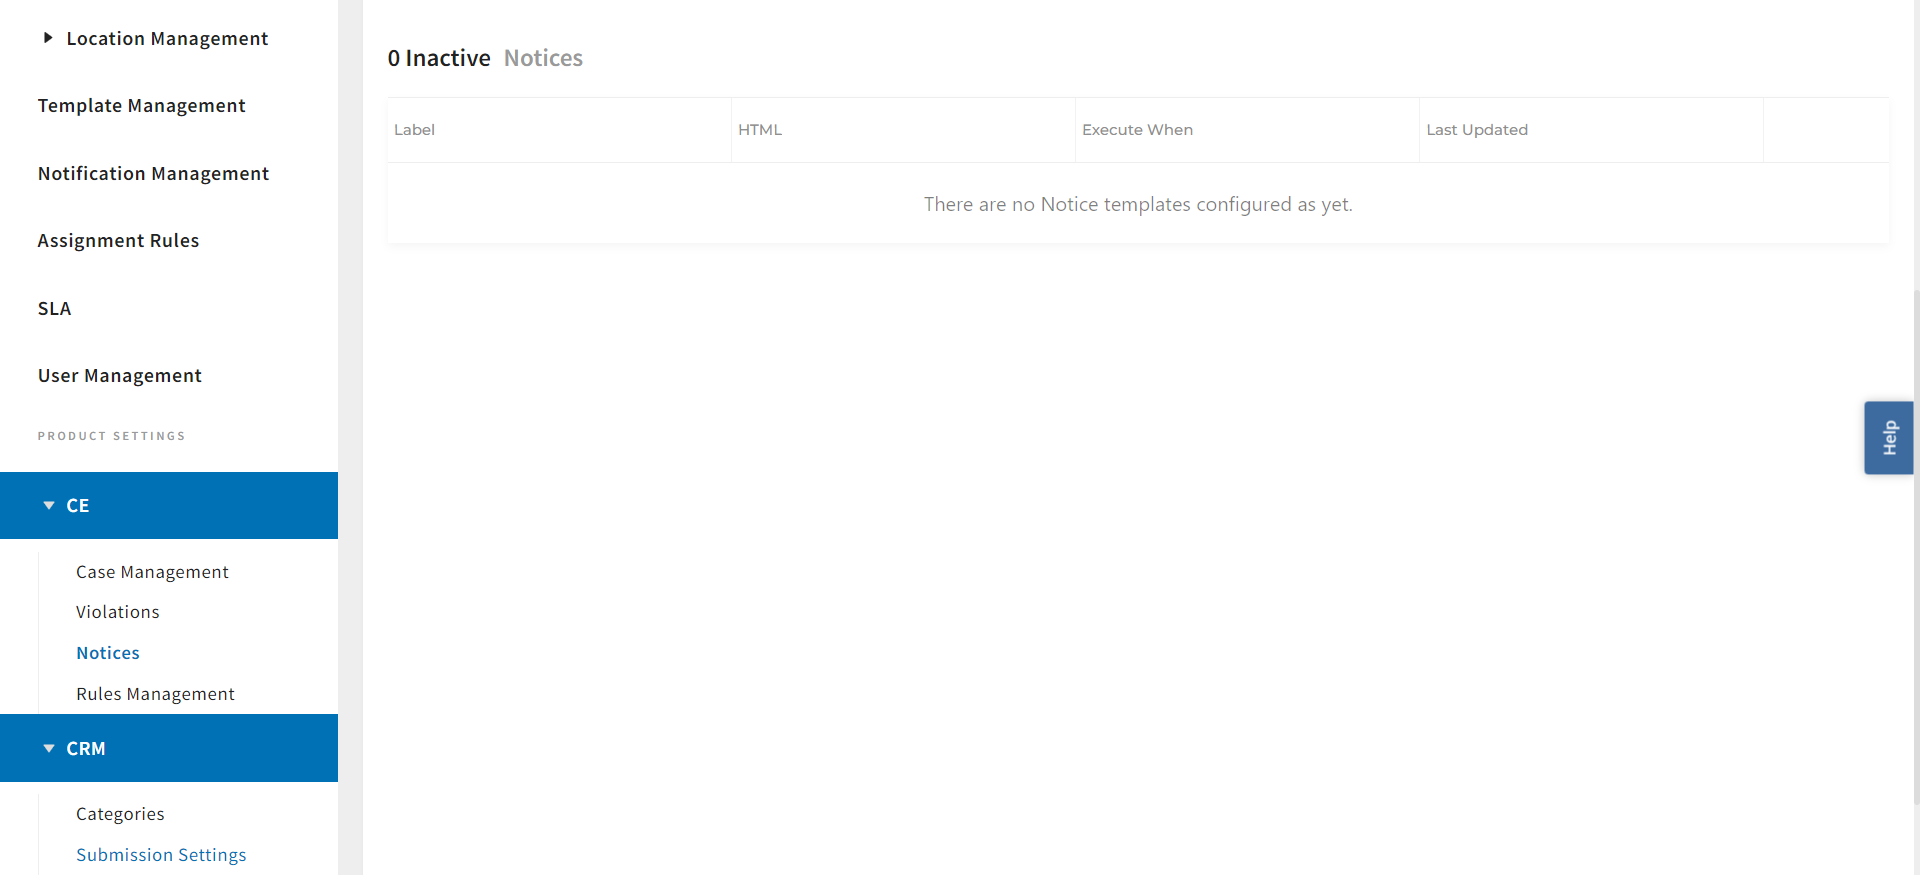 Location Management
Template Management
Notification Management
Assignment Rules
SLA
User Management
PRODUCT SETTINGS
CE
Case Management
Violations
Notices
Rules Management
CRM
Categories
Submission Settings
0 Inactive Notices
Label HTML Execute When Last Updated
There are no Notice templates configured as yet.
Help